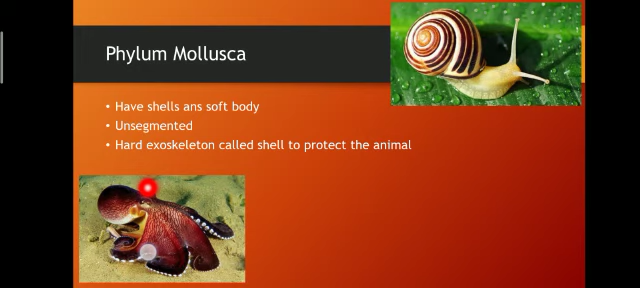 Phylum Mollusca
• Have shells ans soft body
• Unsegmented
• Hard exoskeleton called shell to protect the animal